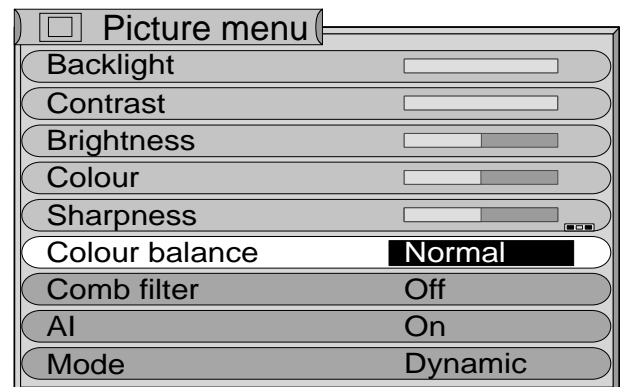 Picture menu
Backlight
Contrast
Brightness
Colour
Sharpness
Colour balance Normal
Comb filter Off
AI On
Mode Dynamic